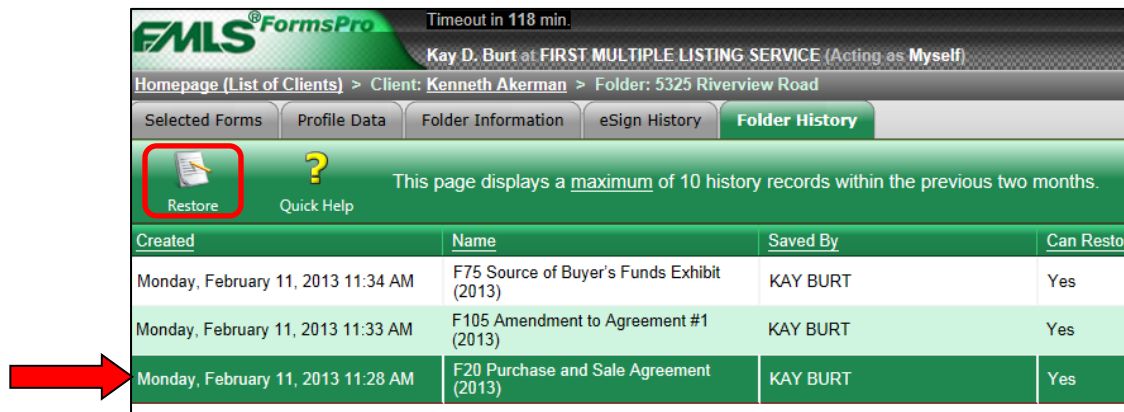 FMLS® FormsPro
Timeout in 118 min.
Kay D. Burt at FIRST MULTIPLE LISTING SERVICE (Acting as Myself)
Homepage (List of Clients) > Client: Kenneth Akerman > Folder: 5325 Riverview Road
Selected Forms Profile Data Folder Information eSign History Folder History
Restore Quick Help This page displays a maximum of 10 history records within the previous two months.
Created Name Saved By Can Resto
Monday, February 11, 2013 11:34 AM F75 Source of Buyer's Funds Exhibit
(2013) KAY BURT Yes
Monday, February 11, 2013 11:33 AM F105 Amendment to Agreement #1
(2013) KAY BURT Yes
Monday, February 11, 2013 11:28 AM F20 Purchase and Sale Agreement
(2013) KAY BURT Yes